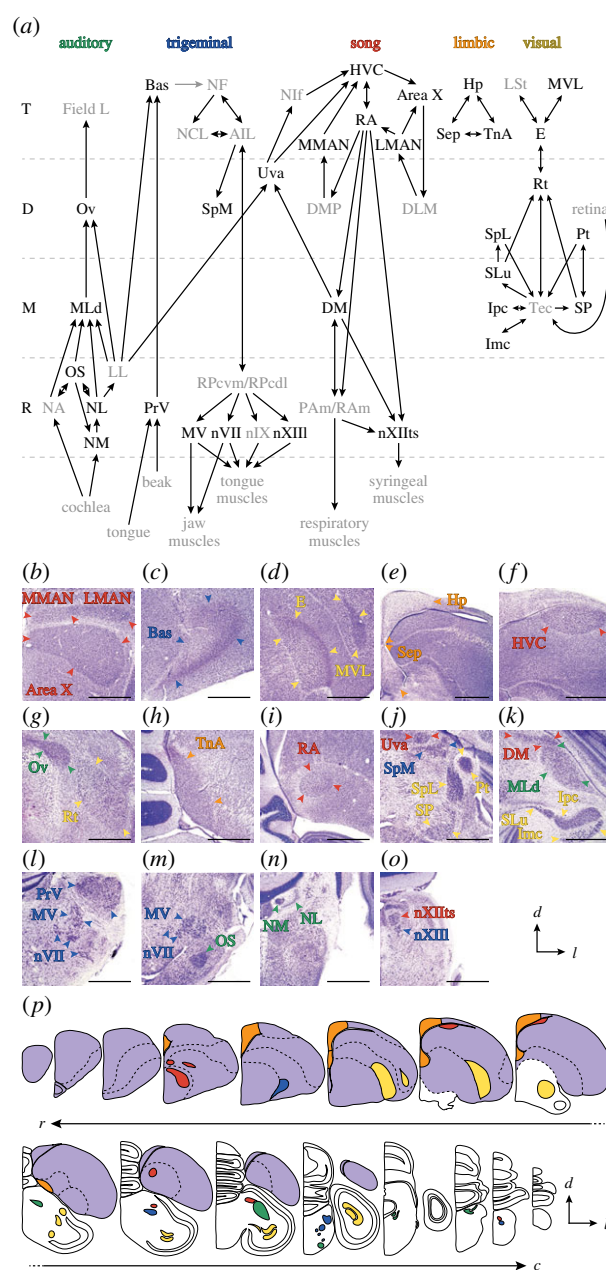 (a)
auditory trigeminal song limbic visual
Bas NF NIf HVC Area X Hp LSt MVL
T Field L
NCL AIL MMAN RA LMAN Sep TnA E
Uva
Rt
D Ov SpM DMP DLM retina
SpL Pt
SLu
M MLd DM Ipc Tec SP
Imc
OS LL
RPcvm/RPcdl
R NA NL PrV PAm/RAm
MV nVII nIX nXIIl nXIIts
NM
cochlea beak tongue muscles syringeal muscles
tongue jaw muscles respiratory muscles
(b) (c) (d) (e) (f)
MMAN LMAN
Area X
Bas
E
MVL
Hp
Sep
HVC
(g) (h) (i) (j) (k)
Ov
Rt
TnA
RA
Uva
SpM
SpL
SP
Pt
DM
MLd
Ipc
SLu
Imc
(l) (m) (n) (o)
PrV
MV
nVII
MV
nVII
OS
NM
NL
nXIIts
nXIIl
d
l
(p)
r
d
l
c